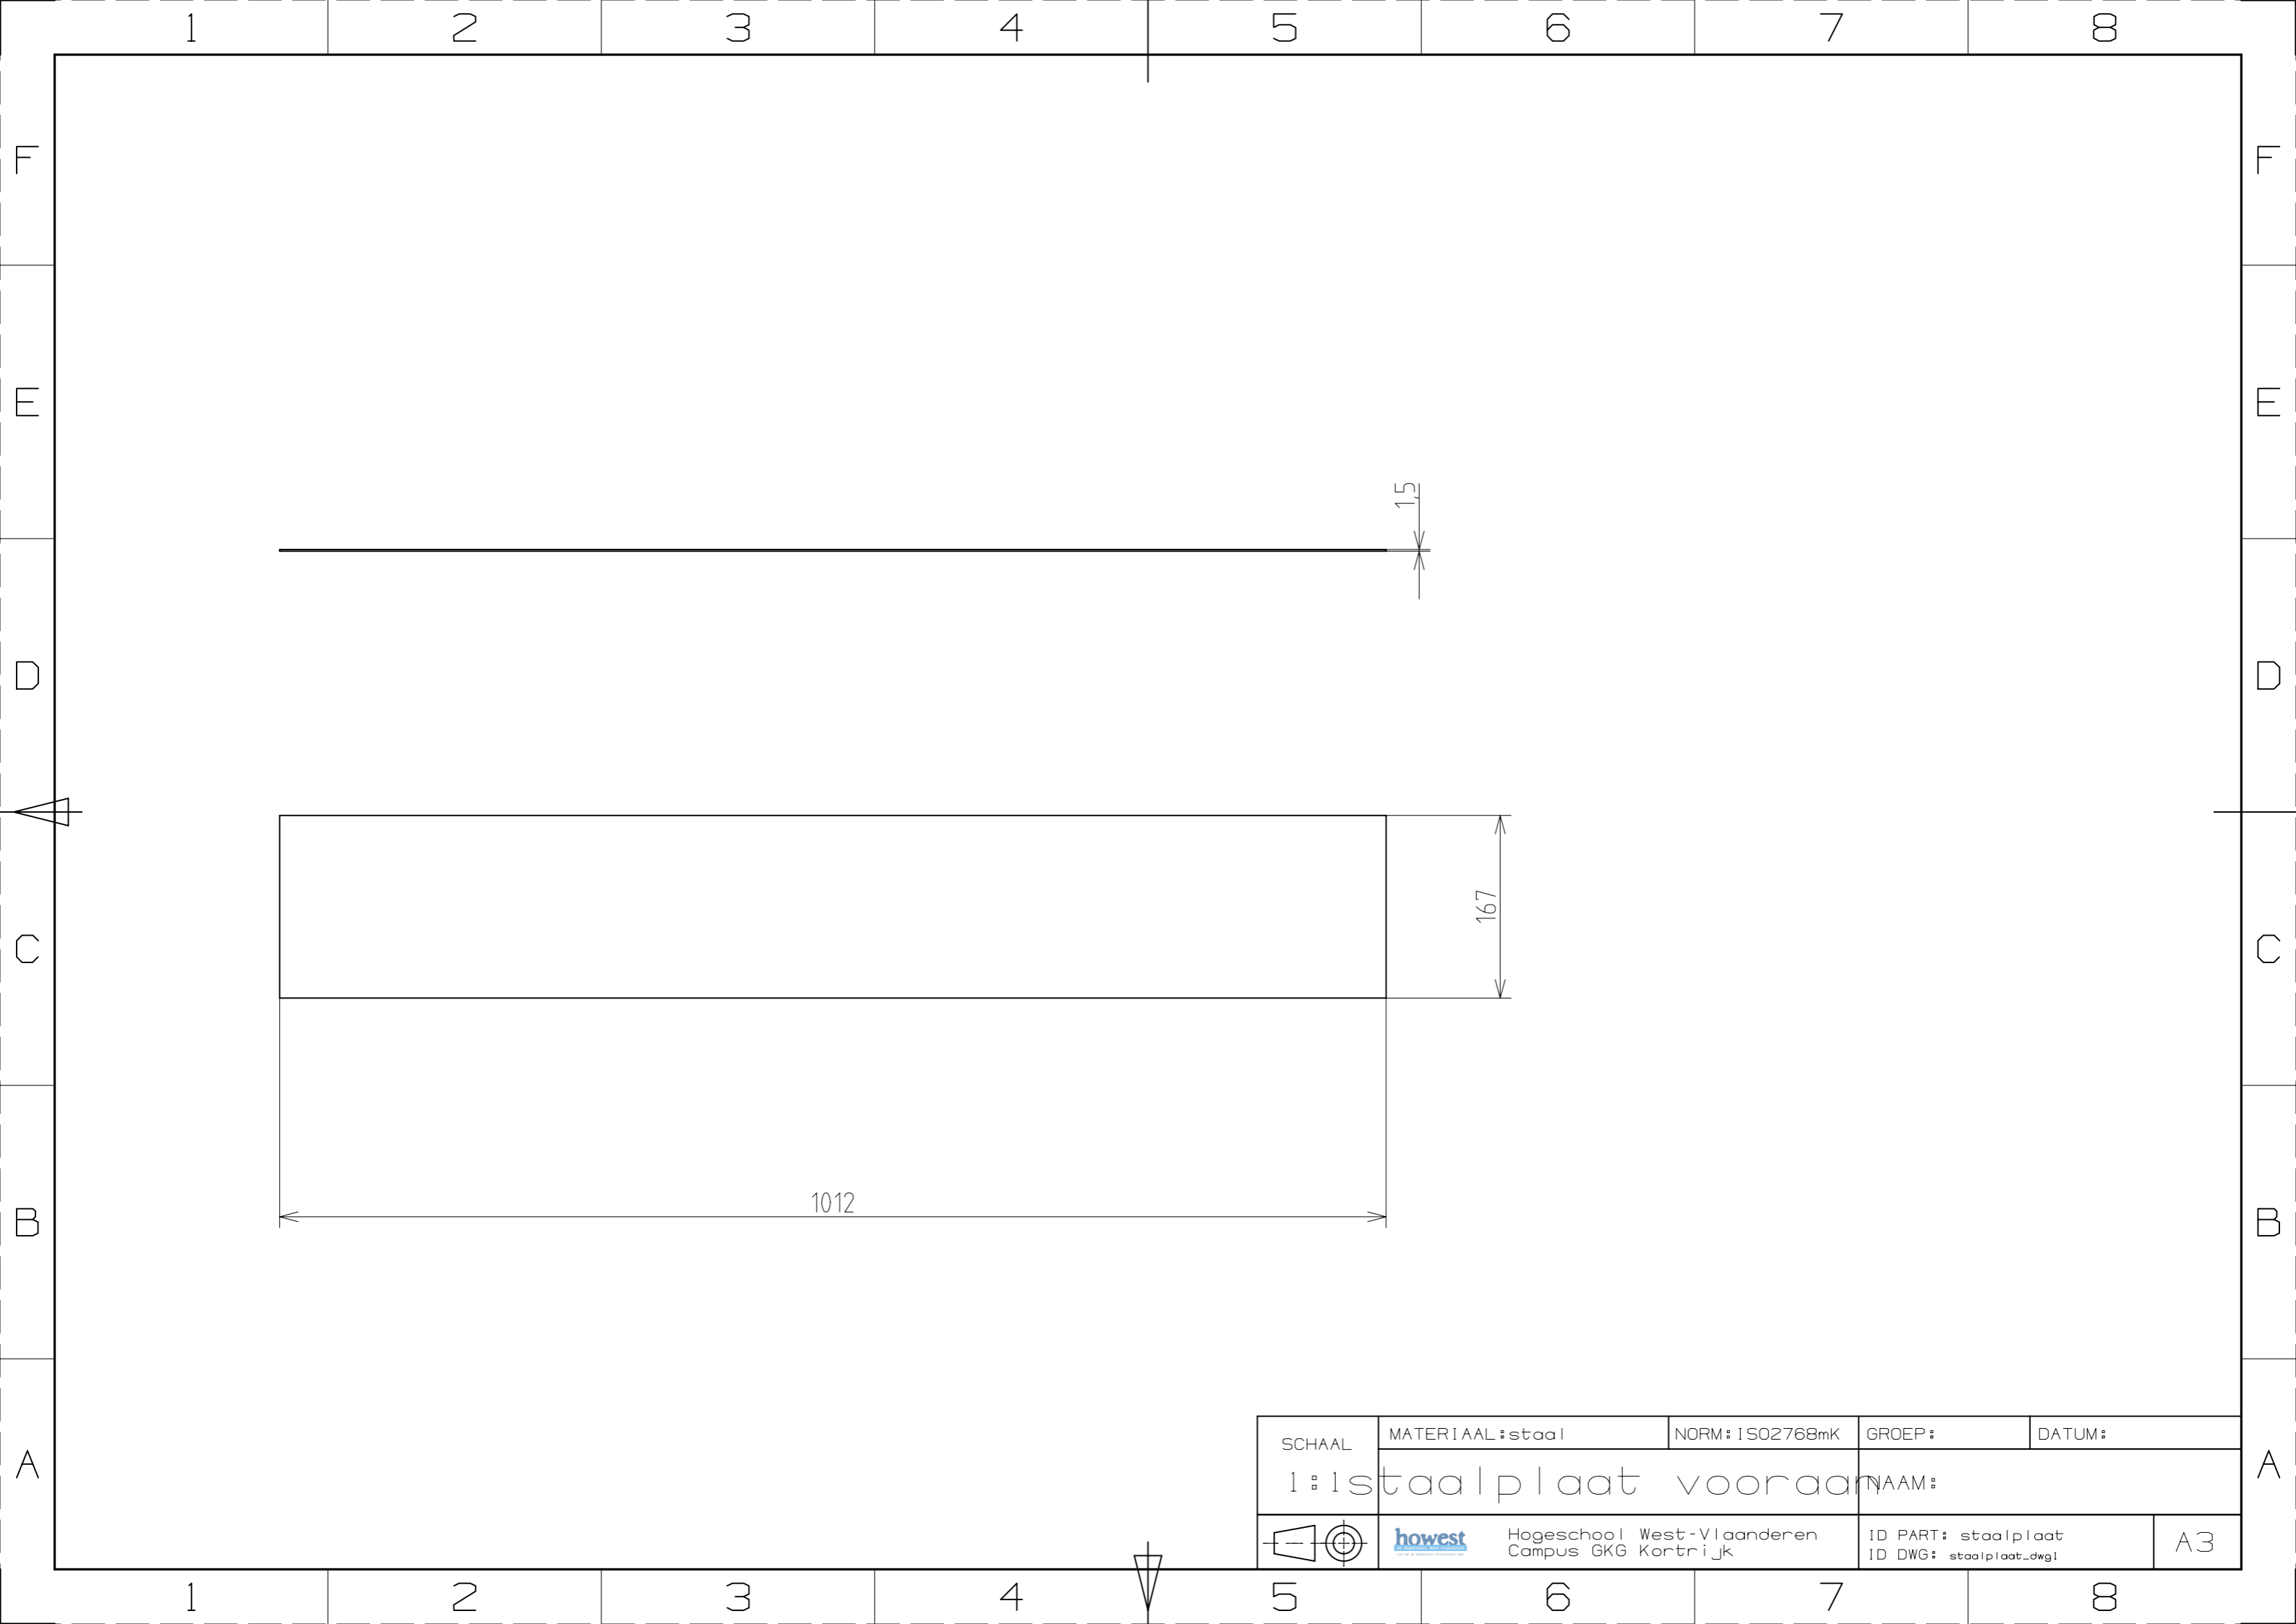 1 2 3 4 5 6 7 8
F F
E E
1,5
D D
167
C C
1012
B B
A A
SCHAAL
1:1
MATERIAAL:staal
NORM:ISO2768mK
GROEP:
DATUM:
staalplaat vooraan
NAAM:
howest
Hogeschool West-Vlaanderen
Campus GKG Kortrijk
ID PART: staalplaat
ID DWG: staalplaat_dwg1
A3
1 2 3 4 5 6 7 8